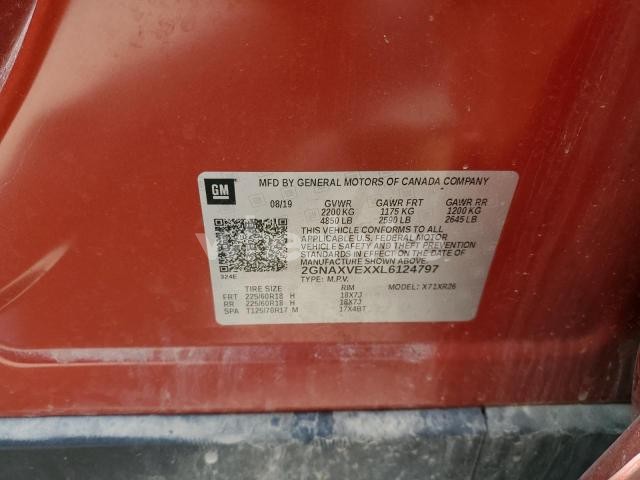 GM MFD BY GENERAL MOTORS OF CANADA COMPANY
08/19 GVWR GAWR FRT GAWR RR
2200 KG 1175 KG 1200 KG
4850 LB 2590 LB 2645 LB
THIS VEHICLE CONFORMS TO ALL
APPLICABLE U.S. FEDERAL MOTOR
VEHICLE SAFETY AND THEFT PREVENTION
STANDARDS IN EFFECT ON THE DATE OF
MANUFACTURE SHOWN ABOVE.
2GNAXVEXXL6124797
324E TYPE: M.P.V. MODEL: X71XR26
TIRE SIZE RIM
FRT 225/60R18 H 18X7J
RR 225/60R18 H 18X7J
SPA T125/70R17 M 17X4BT